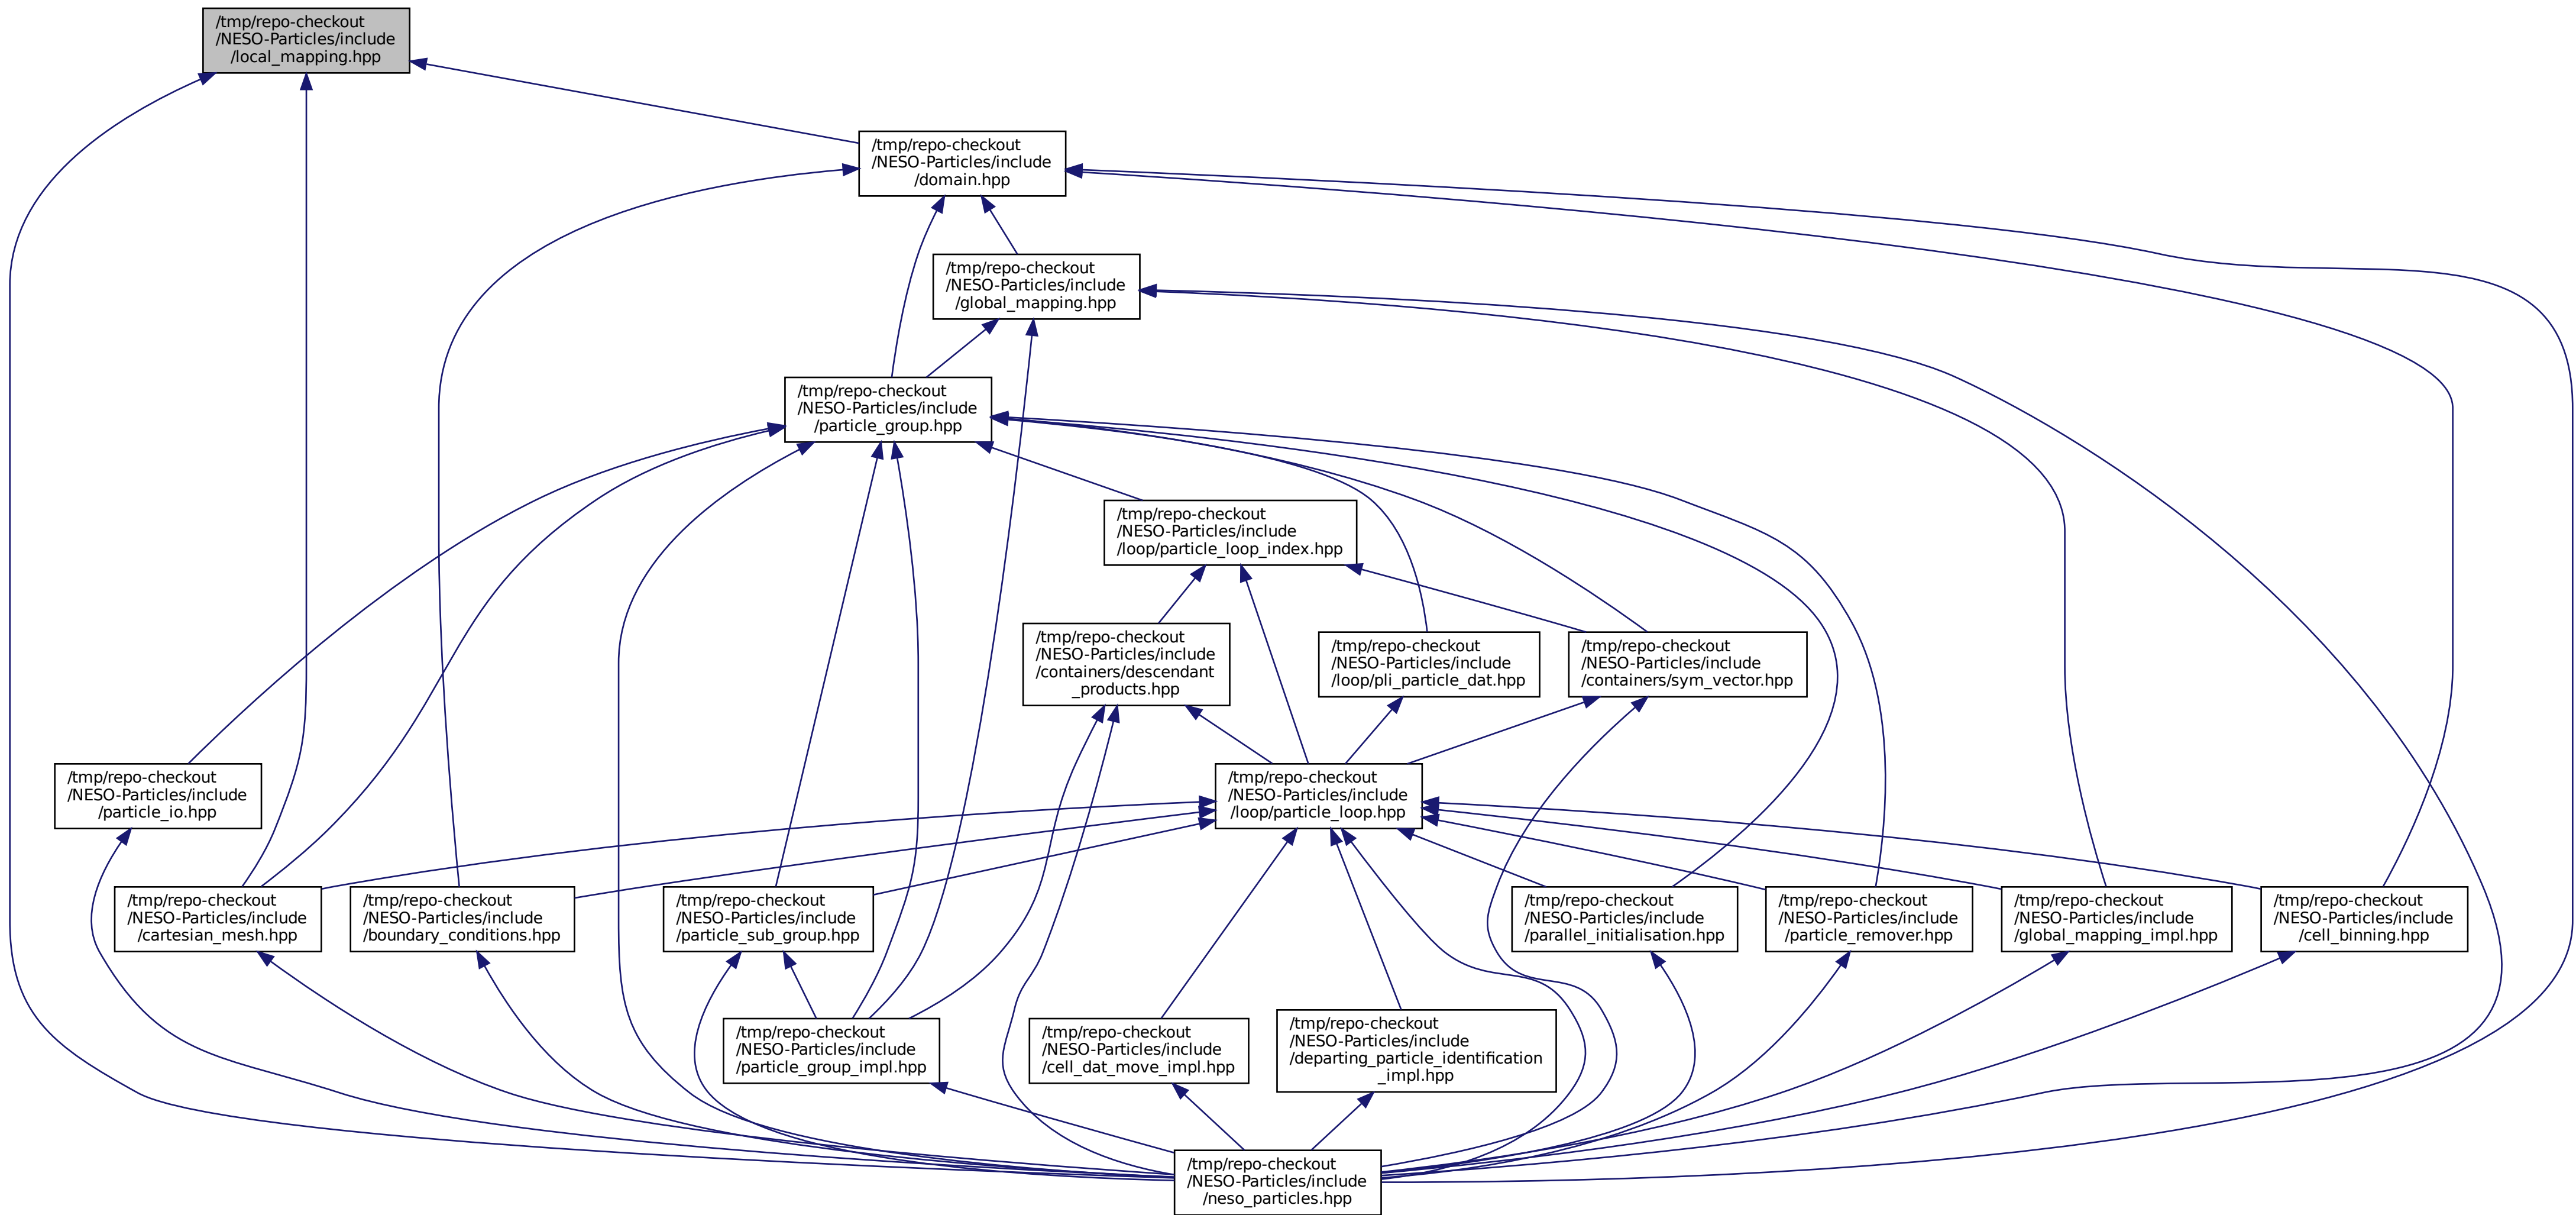 /tmp/repo-checkout
/NESO-Particles/include
/local_mapping.hpp
/tmp/repo-checkout
/NESO-Particles/include
/domain.hpp
/tmp/repo-checkout
/NESO-Particles/include
/global_mapping.hpp
/tmp/repo-checkout
/NESO-Particles/include
/particle_group.hpp
/tmp/repo-checkout
/NESO-Particles/include
/loop/particle_loop_index.hpp
/tmp/repo-checkout
/NESO-Particles/include
/containers/descendant
_products.hpp
/tmp/repo-checkout
/NESO-Particles/include
/loop/pli_particle_dat.hpp
/tmp/repo-checkout
/NESO-Particles/include
/containers/sym_vector.hpp
/tmp/repo-checkout
/NESO-Particles/include
/particle_io.hpp
/tmp/repo-checkout
/NESO-Particles/include
/loop/particle_loop.hpp
/tmp/repo-checkout
/NESO-Particles/include
/cartesian_mesh.hpp
/tmp/repo-checkout
/NESO-Particles/include
/boundary_conditions.hpp
/tmp/repo-checkout
/NESO-Particles/include
/particle_sub_group.hpp
/tmp/repo-checkout
/NESO-Particles/include
/parallel_initialisation.hpp
/tmp/repo-checkout
/NESO-Particles/include
/particle_remover.hpp
/tmp/repo-checkout
/NESO-Particles/include
/global_mapping_impl.hpp
/tmp/repo-checkout
/NESO-Particles/include
/cell_binning.hpp
/tmp/repo-checkout
/NESO-Particles/include
/particle_group_impl.hpp
/tmp/repo-checkout
/NESO-Particles/include
/cell_dat_move_impl.hpp
/tmp/repo-checkout
/NESO-Particles/include
/departing_particle_identification
_impl.hpp
/tmp/repo-checkout
/NESO-Particles/include
/neso_particles.hpp